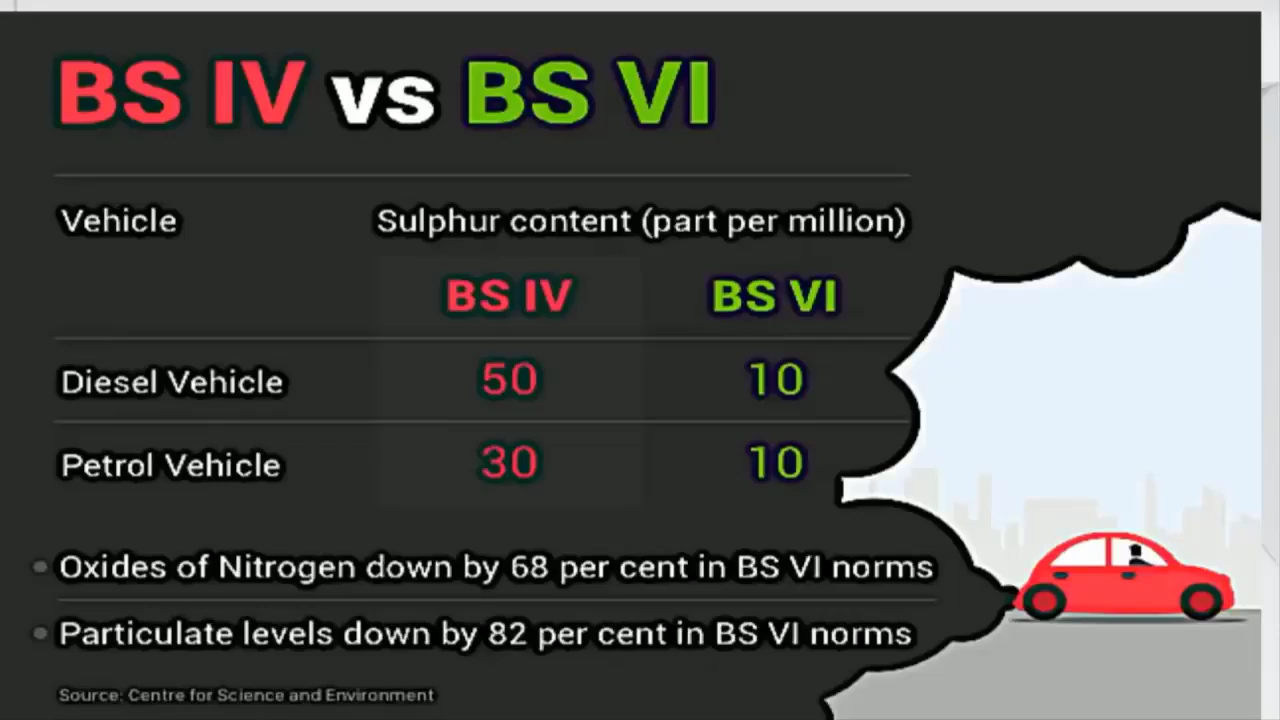 BS IV vs BS VI
Vehicle Sulphur content (part per million)
BS IV BS VI
Diesel Vehicle 50 10
Petrol Vehicle 30 10
Oxides of Nitrogen down by 68 per cent in BS VI norms
Particulate levels down by 82 per cent in BS VI norms
Source: Centre for Science and Environment